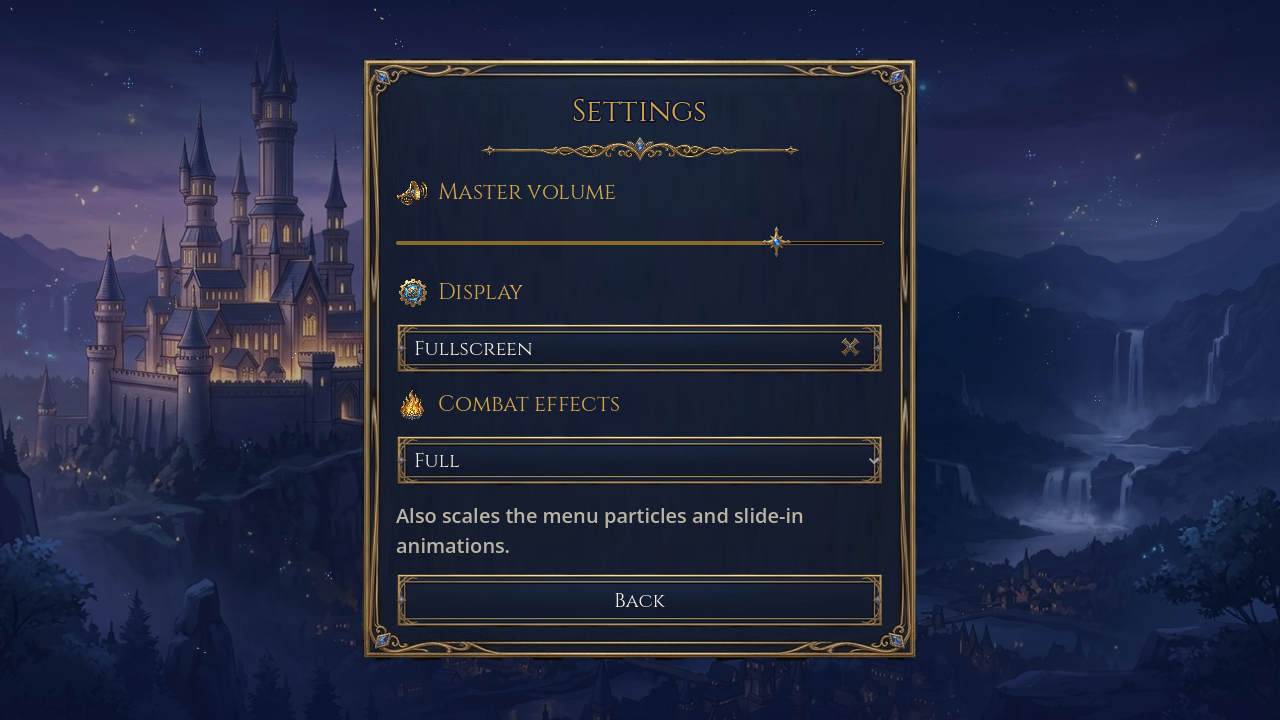 Settings
Master volume
Display
Fullscreen
Combat effects
Full
Also scales the menu particles and slide-in
animations.
Back